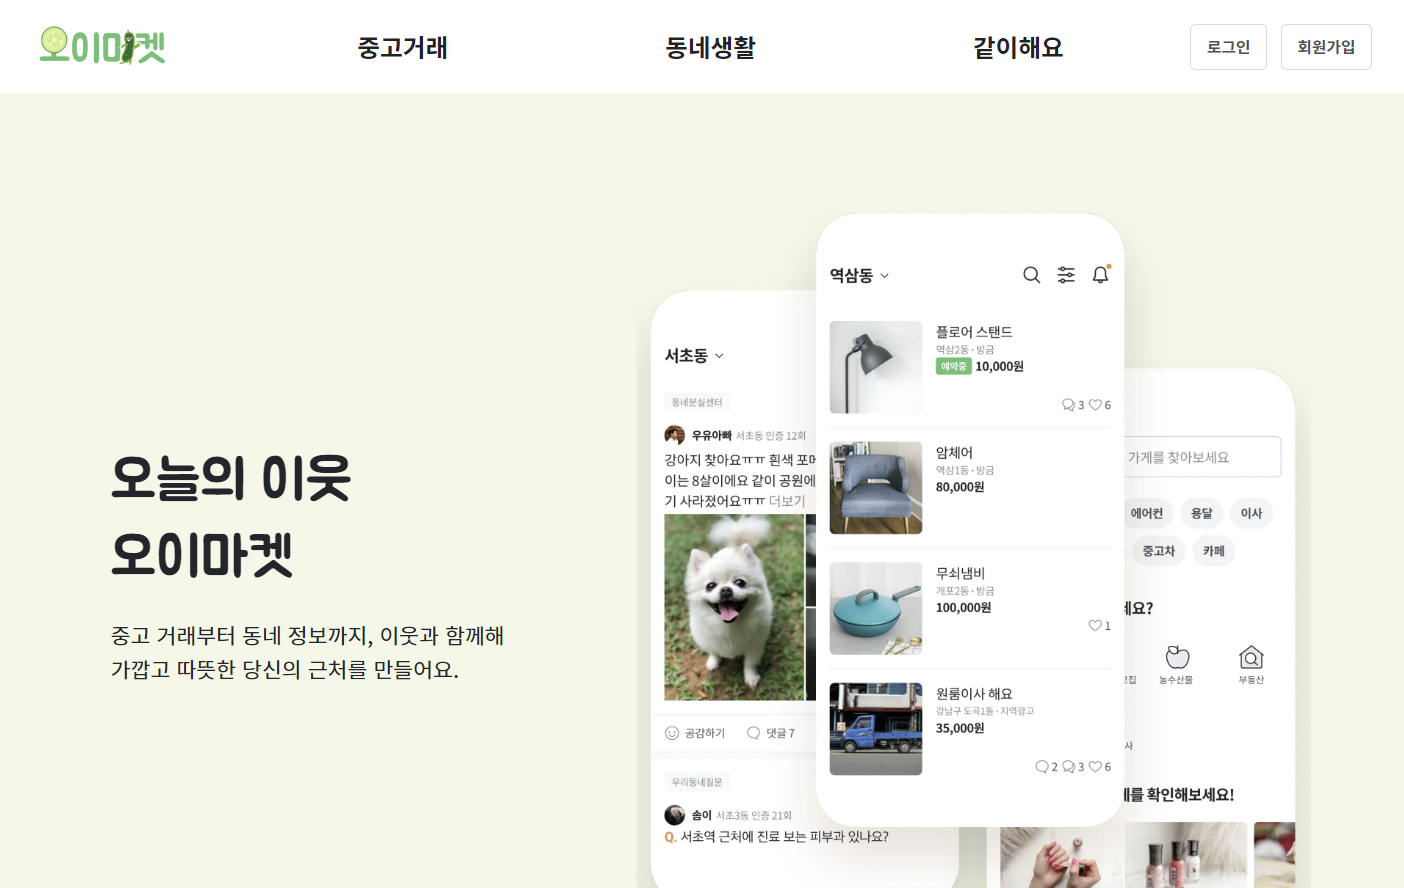 오이마켓
중고거래
동네생활
같이해요
로그인
회원가입
오늘의 이웃
오이마켓
중고 거래부터 동네 정보까지, 이웃과 함께해
가깝고 따뜻한 당신의 근처를 만들어요.
서초동
동네분실센터
우유아빠 서초동 인증 12회
강아지 찾아요ㅠㅠ 흰색
이는 8살이에요 같이 공원에
기 사라졌어요ㅠㅠ 더보기
공감하기
댓글 7
우리동네질문
솜이 서초3동 인증 21회
Q. 서초역 근처에 진료 보는 피부과 있나요?
역삼동
플로어 스탠드
역삼2동 · 방금
예약중 10,000원
3 6
암체어
역삼1동 · 방금
80,000원
무쇠냄비
개포2동 · 방금
100,000원
1
원룸이사 해요
강남구 도곡1동 · 지역광고
35,000원
2 3 6
가게를 찾아보세요
에어컨 용달 이사
중고차 카페
요?
농수산물 부동산
사
를 확인해보세요!